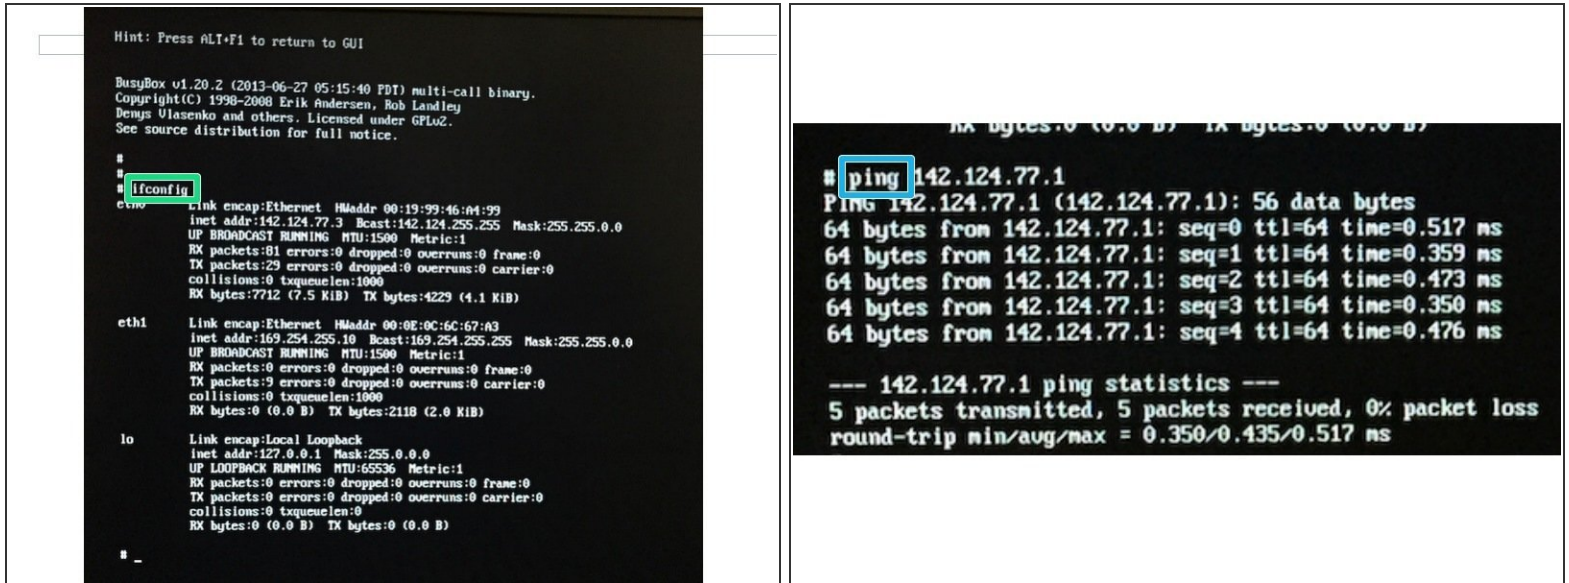 Hint: Press ALT+F1 to return to GUI
BusyBox v1.20.2 (2013-06-27 05:15:40 PDT) multi-call binary.
Copyright(C) 1998-2008 Erik Andersen, Rob Landley
Denys Vlasenko and others. Licensed under GPLv2.
See source distribution for full notice.
#
#
# ifconfig
eth0 Link encap:Ethernet HWaddr 00:19:99:46:A4:99
inet addr:142.124.77.3 Bcast:142.124.255.255 Mask:255.255.0.0
UP BROADCAST RUNNING MTU:1500 Metric:1
RX packets:81 errors:0 dropped:0 overruns:0 frame:0
TX packets:29 errors:0 dropped:0 overruns:0 carrier:0
collisions:0 txqueuelen:1000
RX bytes:7712 (7.5 KiB) TX bytes:4229 (4.1 KiB)
eth1 Link encap:Ethernet HWaddr 00:0E:0C:6C:67:A3
inet addr:169.254.255.10 Bcast:169.254.255.255 Mask:255.255.0.0
UP BROADCAST RUNNING MTU:1500 Metric:1
RX packets:0 errors:0 dropped:0 overruns:0 frame:0
TX packets:9 errors:0 dropped:0 overruns:0 carrier:0
collisions:0 txqueuelen:1000
RX bytes:0 (0.0 B) TX bytes:2118 (2.0 KiB)
lo Link encap:Local Loopback
inet addr:127.0.0.1 Mask:255.0.0.0
UP LOOPBACK RUNNING MTU:65536 Metric:1
RX packets:0 errors:0 dropped:0 overruns:0 frame:0
TX packets:0 errors:0 dropped:0 overruns:0 carrier:0
collisions:0 txqueuelen:0
RX bytes:0 (0.0 B) TX bytes:0 (0.0 B)
# _
RX bytes:0 (0.0 B) TX bytes:0 (0.0 B)
# ping 142.124.77.1
PING 142.124.77.1 (142.124.77.1): 56 data bytes
64 bytes from 142.124.77.1: seq=0 ttl=64 time=0.517 ms
64 bytes from 142.124.77.1: seq=1 ttl=64 time=0.359 ms
64 bytes from 142.124.77.1: seq=2 ttl=64 time=0.473 ms
64 bytes from 142.124.77.1: seq=3 ttl=64 time=0.350 ms
64 bytes from 142.124.77.1: seq=4 ttl=64 time=0.476 ms
--- 142.124.77.1 ping statistics ---
5 packets transmitted, 5 packets received, 0% packet loss
round-trip min/avg/max = 0.350/0.435/0.517 ms